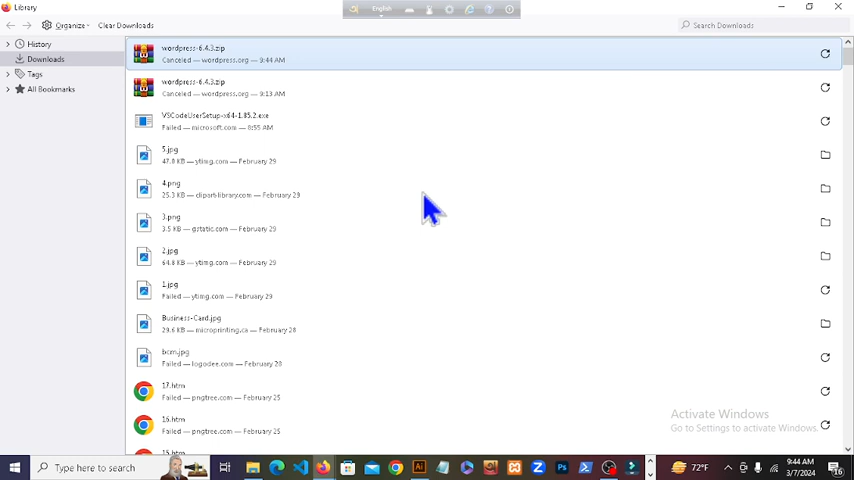 Library
English
Organize
Clear Downloads
Search Downloads
History
Downloads
Tags
All Bookmarks
wordpress-6.4.3.zip
Canceled — wordpress.org — 9:44 AM
wordpress-6.4.3.zip
Canceled — wordpress.org — 9:13 AM
VSCodeUserSetup-x64-1.85.2.exe
Failed — microsoft.com — 8:55 AM
5.jpg
47.8 KB — ytimg.com — February 29
4.png
25.3 KB — clipart-library.com — February 29
3.png
3.5 KB — gstatic.com — February 29
2.jpg
64.8 KB — ytimg.com — February 29
1.jpg
Failed — ytimg.com — February 29
Business-Card.jpg
29.6 KB — microprinting.ca — February 28
bcm.jpg
Failed — logodee.com — February 28
17.htm
Failed — pngtree.com — February 25
16.htm
Failed — pngtree.com — February 25
15.htm
Activate Windows
Go to Settings to activate Windows.
Type here to search
72°F
9:44 AM
3/7/2024
16